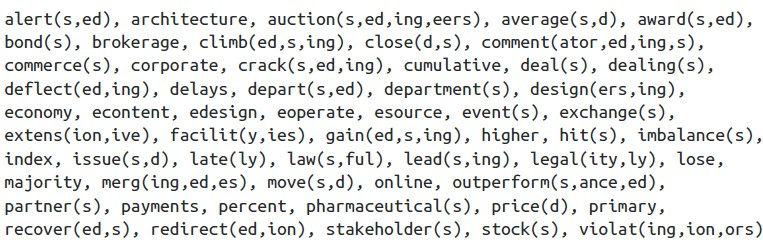 alert(s,ed), architecture, auction(s,ed,ing,eers), average(s,d), award(s,ed),
bond(s), brokerage, climb(ed,s,ing), close(d,s), comment(ator,ed,ing,s),
commerce(s), corporate, crack(s,ed,ing), cumulative, deal(s), dealing(s),
deflect(ed,ing), delays, depart(s,ed), department(s), design(ers,ing),
economy, econtent, edesign, eoperate, esource, event(s), exchange(s),
extens(ion,ive), facilit(y,ies), gain(ed,s,ing), higher, hit(s), imbalance(s),
index, issue(s,d), late(ly), law(s,ful), lead(s,ing), legal(ity,ly), lose,
majority, merg(ing,ed,es), move(s,d), online, outperform(s,ance,ed),
partner(s), payments, percent, pharmaceutical(s), price(d), primary,
recover(ed,s), redirect(ed,ion), stakeholder(s), stock(s), violat(ing,ion,ors)